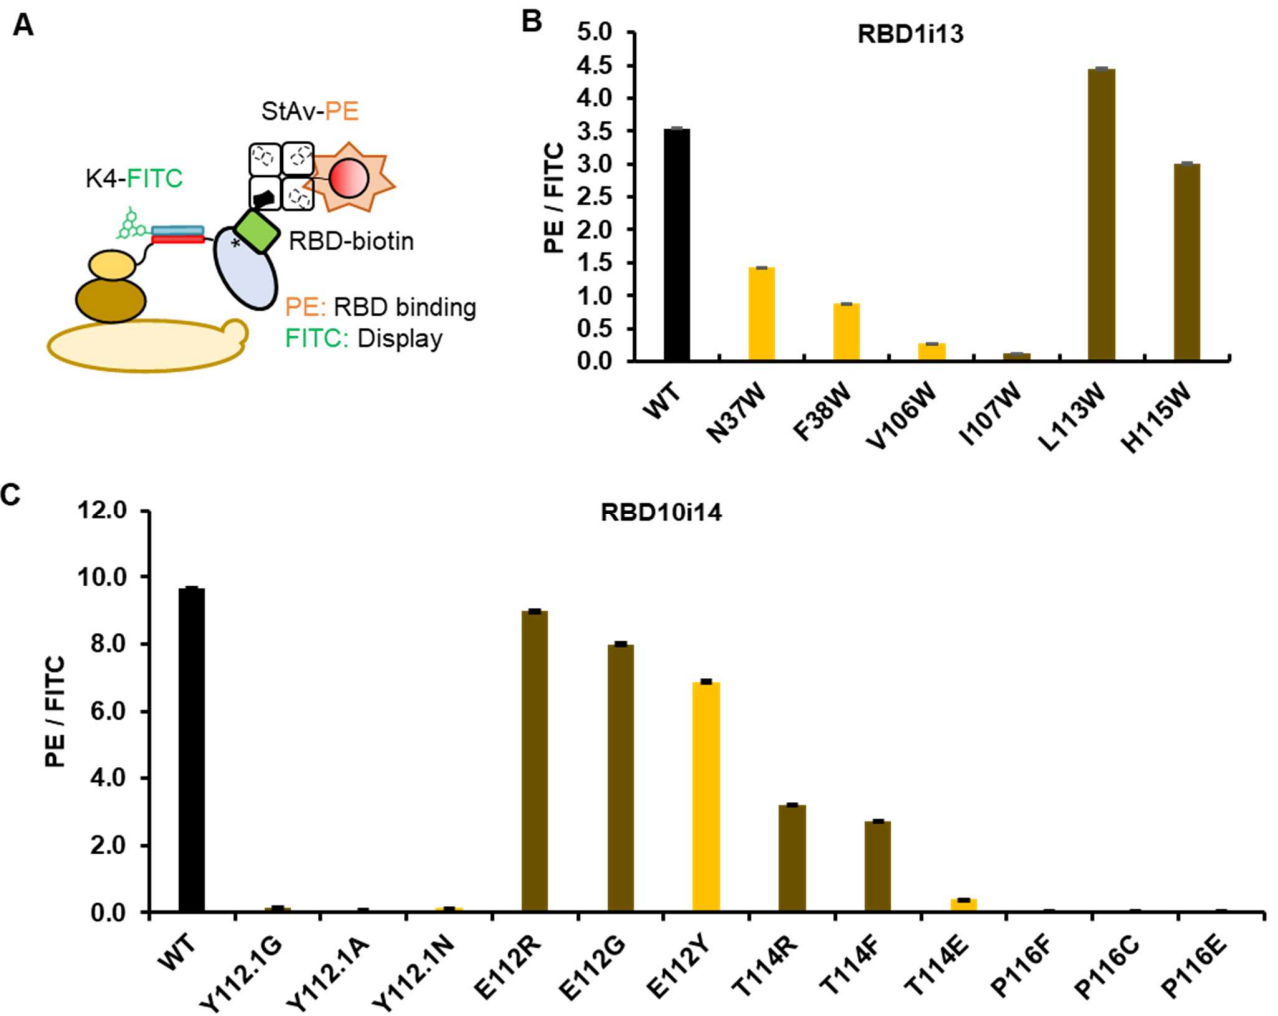 A
StAv-PE
K4-FITC
*
RBD-biotin
PE: RBD binding
FITC: Display
B
RBD1i13
PE / FITC
5.0
4.5
4.0
3.5
3.0
2.5
2.0
1.5
1.0
0.5
0.0
WT
N37W
F38W
V106W
I107W
L113W
H115W
C
RBD10i14
PE / FITC
12.0
10.0
8.0
6.0
4.0
2.0
0.0
WT
Y112.1G
Y112.1A
Y112.1N
E112R
E112G
E112Y
T114R
T114F
T114E
P116F
P116C
P116E